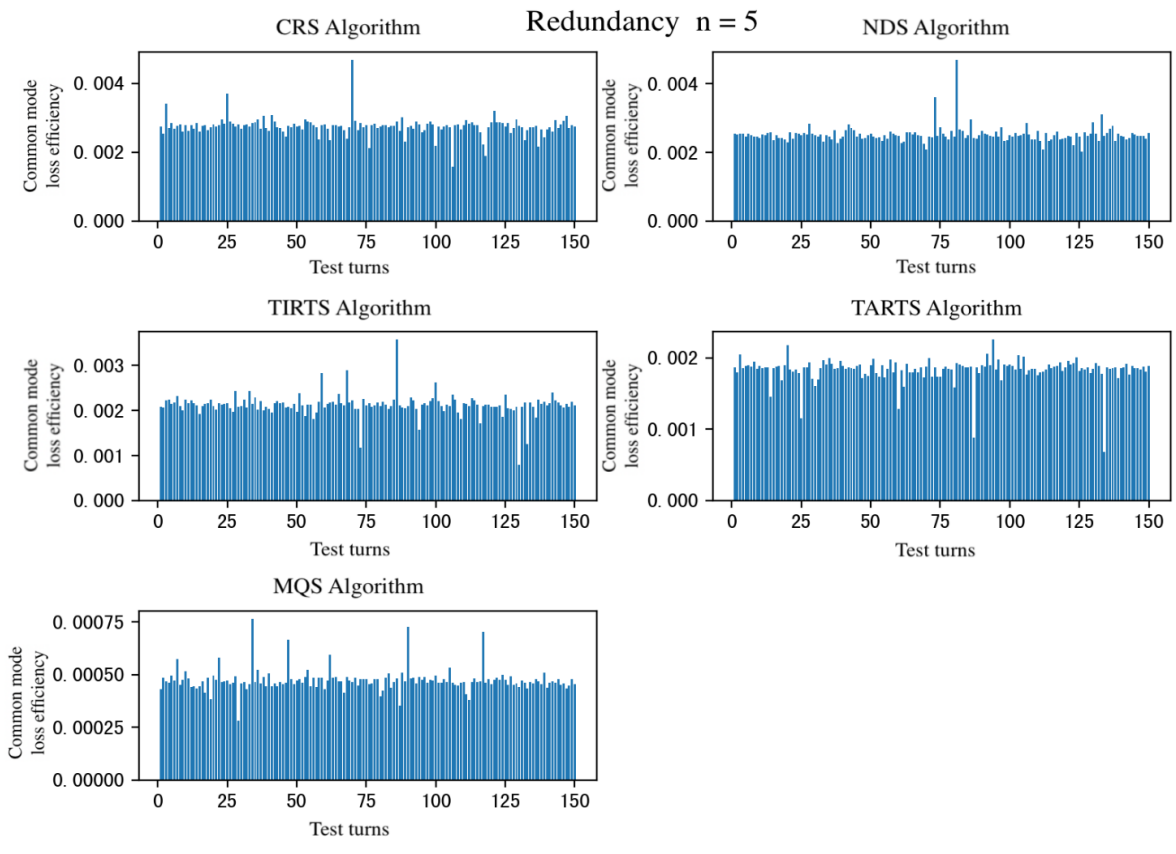 Redundancy n = 5
CRS Algorithm
Common mode
loss efficiency
0.004
0.002
0.000
0 25 50 75 100 125 150
Test turns
NDS Algorithm
Common mode
loss efficiency
0.004
0.002
0.000
0 25 50 75 100 125 150
Test turns
TIRTS Algorithm
Common mode
loss efficiency
0.003
0.002
0.001
0.000
0 25 50 75 100 125 150
Test turns
TARTS Algorithm
Common mode
loss efficiency
0.002
0.001
0.000
0 25 50 75 100 125 150
Test turns
MQS Algorithm
Common mode
loss efficiency
0.00075
0.00050
0.00025
0.00000
0 25 50 75 100 125 150
Test turns